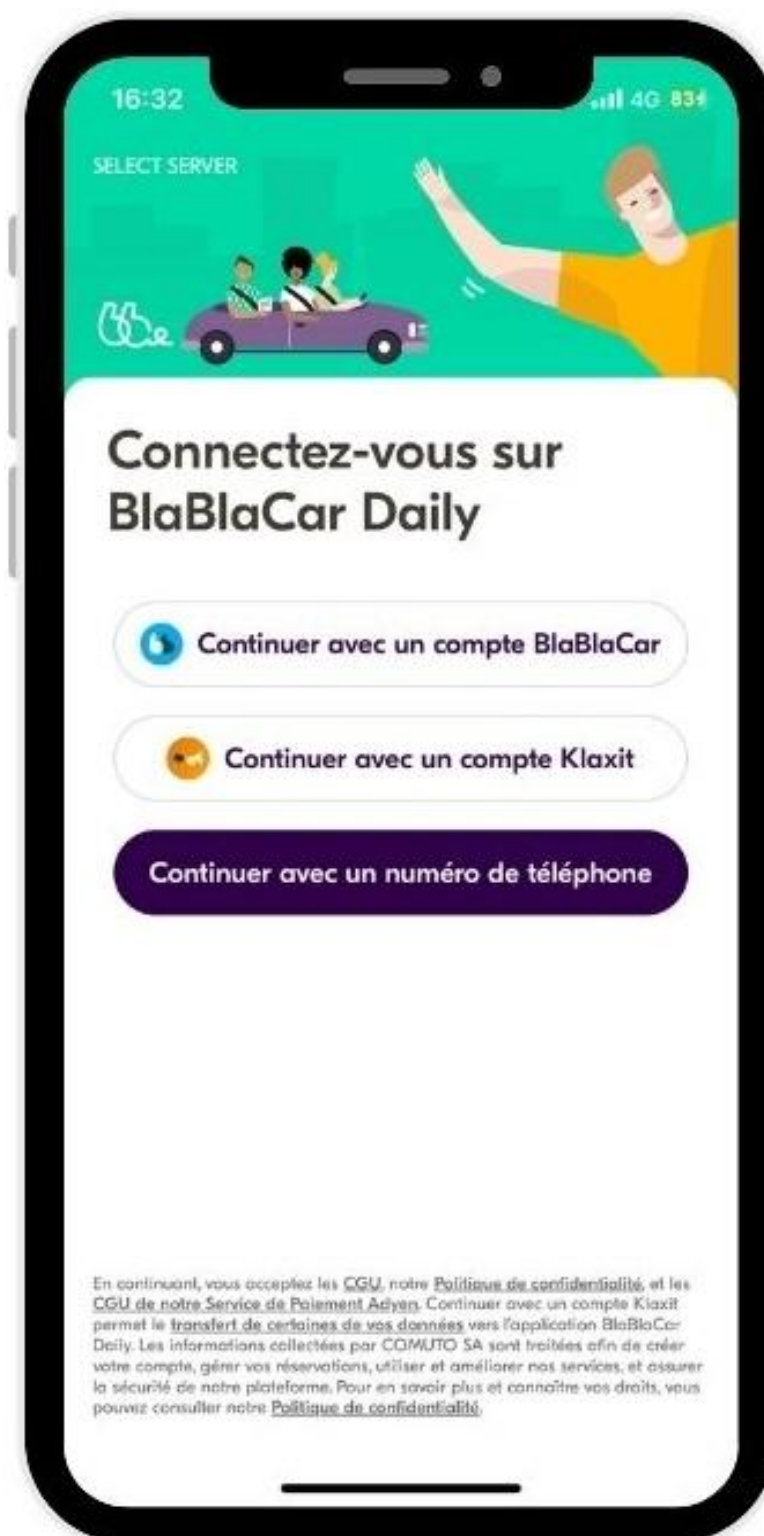 16:32
4G 83
SELECT SERVER
Connectez-vous sur
BlaBlaCar Daily
Continuer avec un compte BlaBlaCar
Continuer avec un compte Klaxit
Continuer avec un numéro de téléphone
En continuant, vous acceptez les CGU, notre Politique de confidentialité, et les
CGU de notre Service de Paiement Adyen. Continuer avec un compte Klaxit
permet le transfert de certaines de vos données vers l'application BlaBlaCar
Daily. Les informations collectées par COMUTO SA sont traitées afin de créer
votre compte, gérer vos réservations, utiliser et améliorer nos services, et assurer
la sécurité de notre plateforme. Pour en savoir plus et connaître vos droits, vous
pouvez consulter notre Politique de confidentialité.